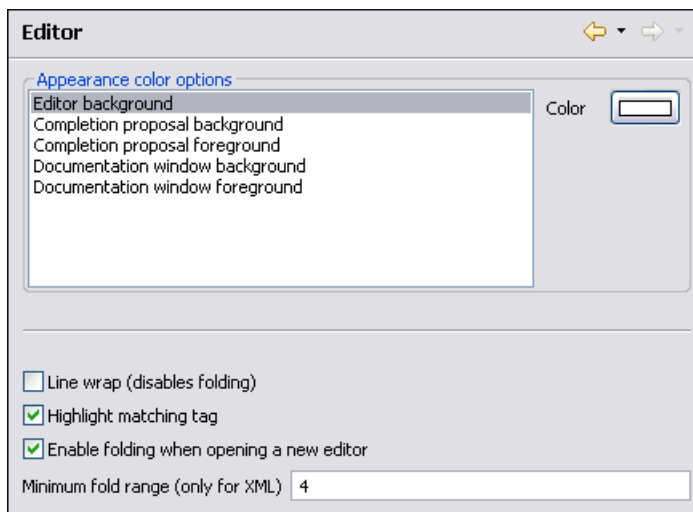 Editor
Appearance color options
Editor background
Color
Completion proposal background
Completion proposal foreground
Documentation window background
Documentation window foreground
Line wrap (disables folding)
Highlight matching tag
Enable folding when opening a new editor
Minimum fold range (only for XML) 4